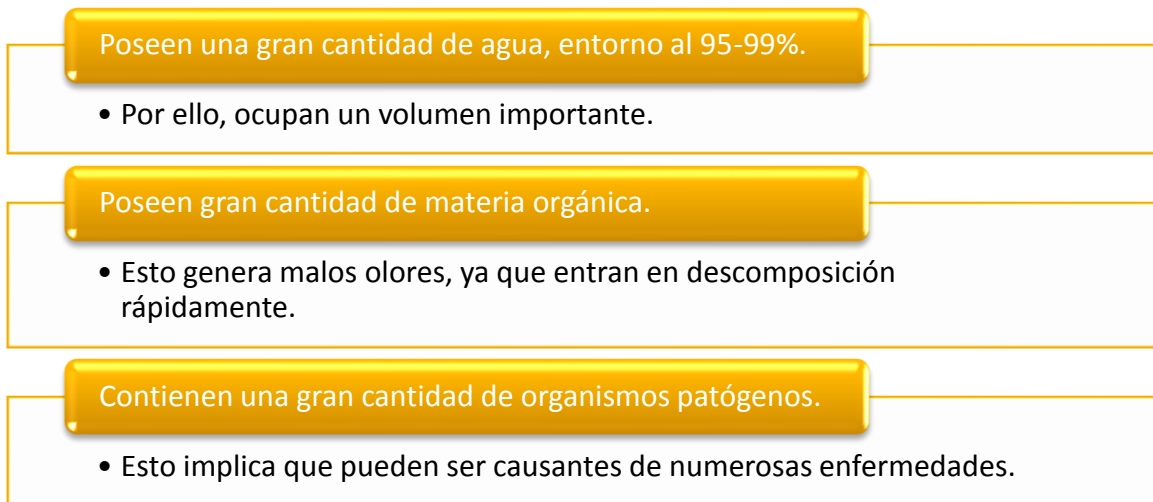 Poseen una gran cantidad de agua, entorno al 95-99%.
• Por ello, ocupan un volumen importante.
Poseen gran cantidad de materia orgánica.
• Esto genera malos olores, ya que entran en descomposición
rápidamente.
Contienen una gran cantidad de organismos patógenos.
• Esto implica que pueden ser causantes de numerosas enfermedades.